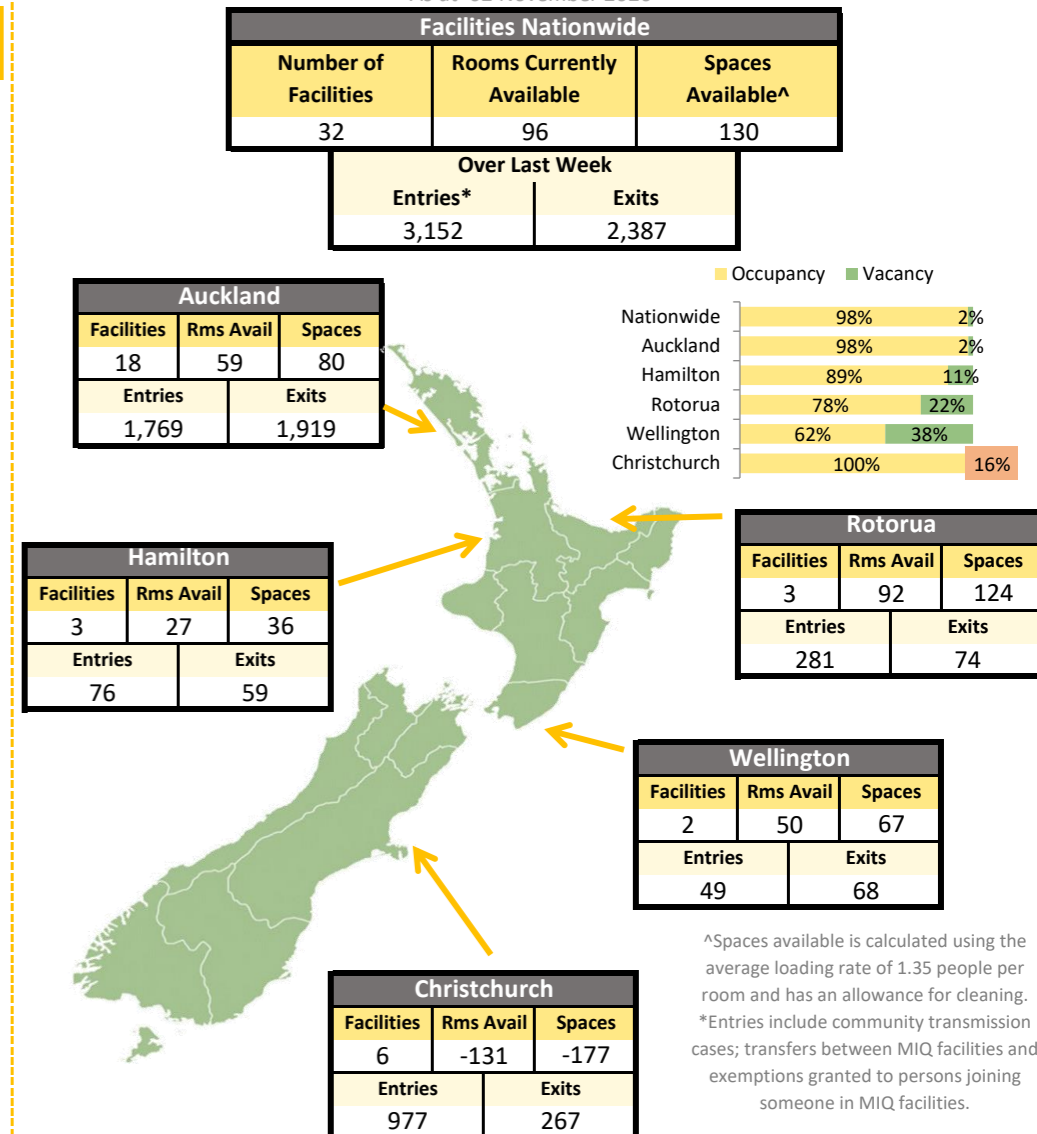 Facilities Nationwide
Number of Facilities Rooms Currently Available Spaces Available^
32 96 130
Over Last Week
Entries* Exits
3,152 2,387
Auckland
Facilities Rms Avail Spaces
18 59 80
Entries Exits
1,769 1,919
Occupancy Vacancy
Nationwide 98% 2%
Auckland 98% 2%
Hamilton 89% 11%
Rotorua 78% 22%
Wellington 62% 38%
Christchurch 100% 16%
Hamilton
Facilities Rms Avail Spaces
3 27 36
Entries Exits
76 59
Rotorua
Facilities Rms Avail Spaces
3 92 124
Entries Exits
281 74
Wellington
Facilities Rms Avail Spaces
2 50 67
Entries Exits
49 68
Christchurch
Facilities Rms Avail Spaces
6 -131 -177
Entries Exits
977 267
^Spaces available is calculated using the
average loading rate of 1.35 people per
room and has an allowance for cleaning.
*Entries include community transmission
cases; transfers between MIQ facilities and
exemptions granted to persons joining
someone in MIQ facilities.